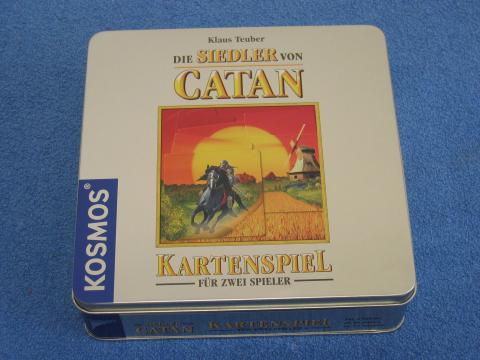 Klaus Teuber
DIE SIEDLER VON
CATAN
KARTENSPIEL
FÜR ZWEI SPIELER
KOSMOS®
CATAN KARTENSPIEL